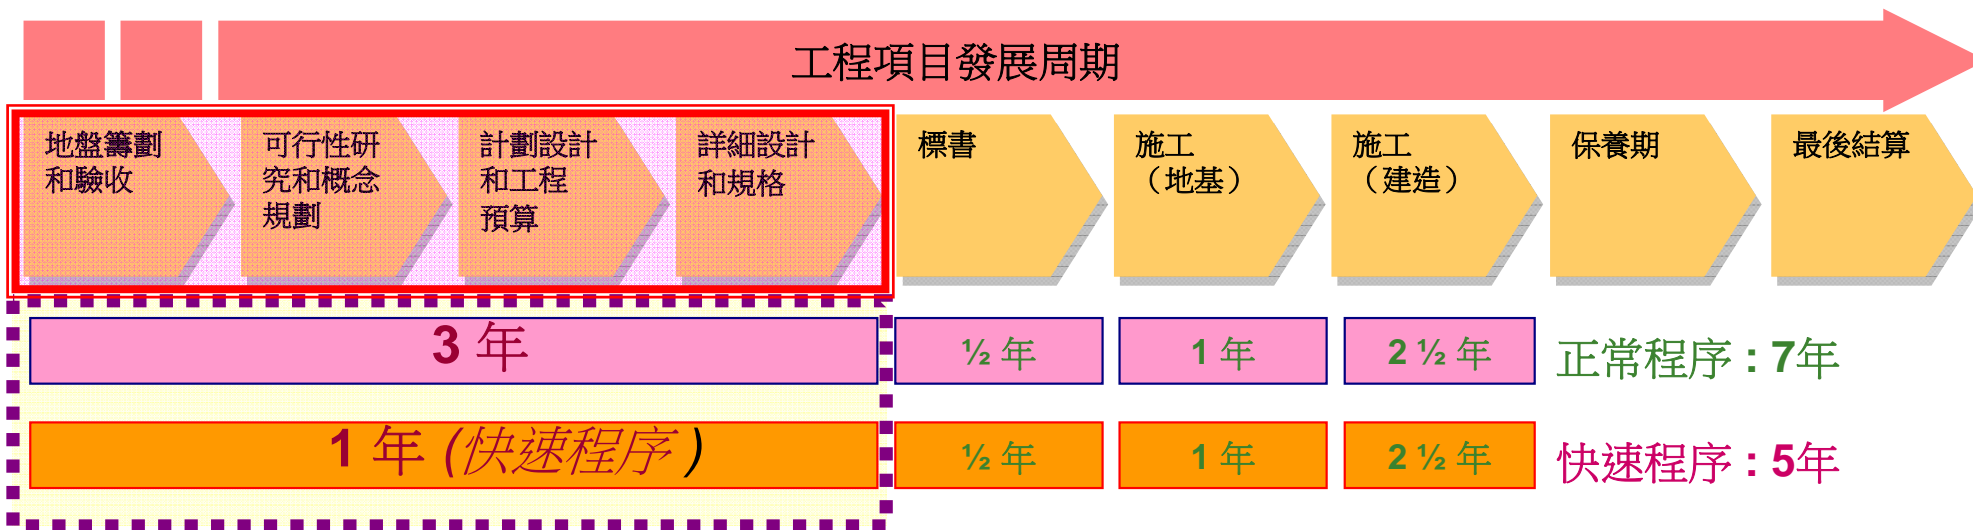 工程項目發展周期
地盤籌劃
和驗收
可行性研
究和概念
規劃
計劃設計
和工程
預算
詳細設計
和規格
標書
施工
（地基）
施工
（建造）
保養期
最後結算
3 年
½ 年
1 年
2 ½ 年
正常程序 : 7年
1 年 (快速程序 )
½ 年
1 年
2 ½ 年
快速程序 : 5年